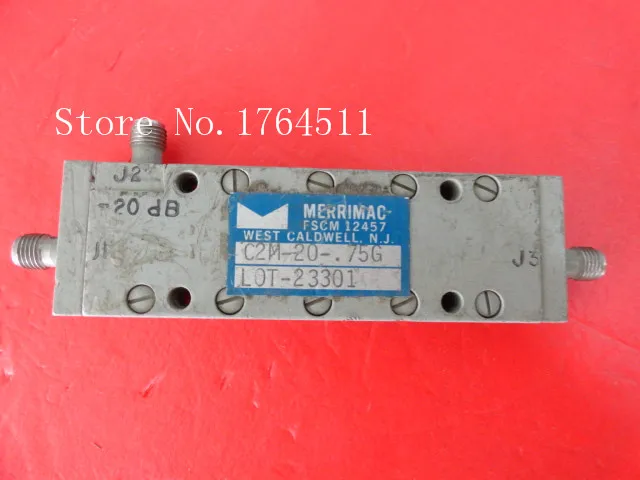 Store No.1764511
J2
-20 dB
J1
MERRIMAC
FSCM 12457
WEST CALDWELL, N.J.
C2M-20-.75G
LOT-23301
J3